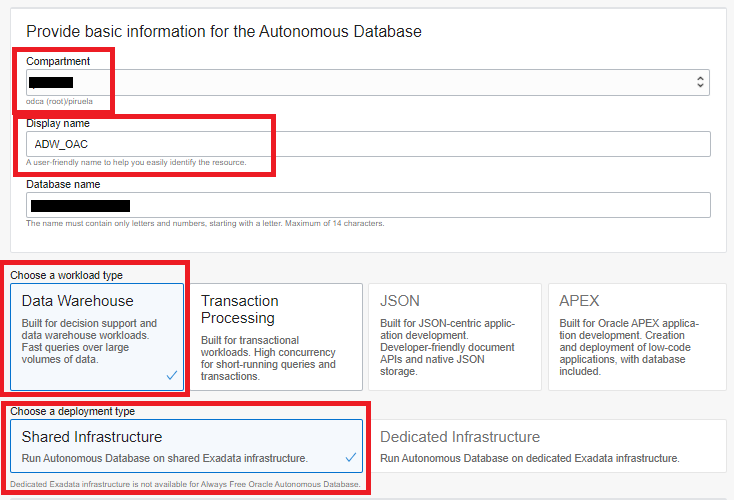 Provide basic information for the Autonomous Database
Compartment
odca (root)/piruela
Display name
ADW_OAC
A user-friendly name to help you easily identify the resource.
Database name
The name must contain only letters and numbers, starting with a letter. Maximum of 14 characters.
Choose a workload type
Data Warehouse
Built for decision support and
data warehouse workloads.
Fast queries over large
volumes of data.
Transaction
Processing
Built for transactional
workloads. High concurrency
for short-running queries and
transactions.
JSON
Built for JSON-centric applic-
ation development.
Developer-friendly document
APIs and native JSON
storage.
APEX
Built for Oracle APEX applica-
tion development. Creation
and deployment of low-code
applications, with database
included.
Choose a deployment type
Shared Infrastructure
Run Autonomous Database on shared Exadata infrastructure.
Dedicated Infrastructure
Run Autonomous Database on dedicated Exadata infrastructure.
Dedicated Exadata infrastructure is not available for Always Free Oracle Autonomous Database.